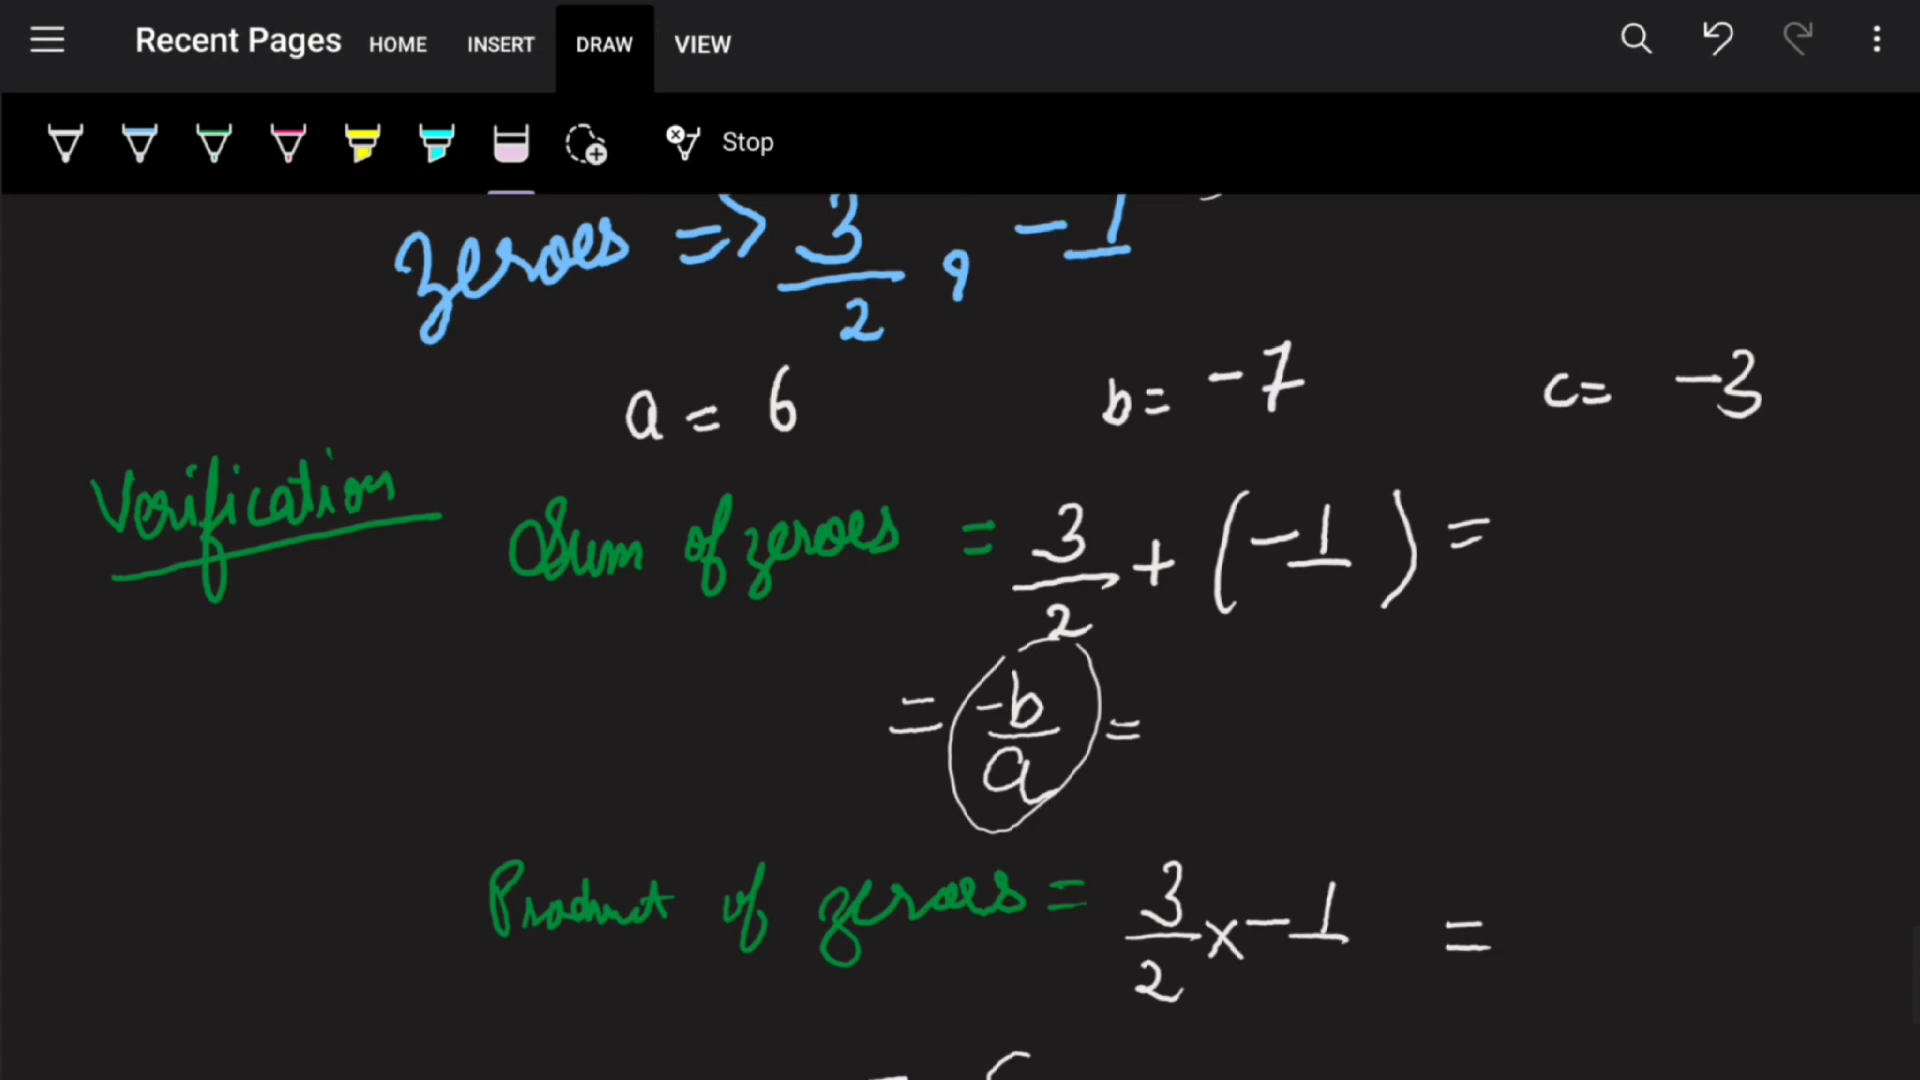 Recent Pages HOME INSERT DRAW VIEW
Stop
zeroes => 3/2 , -1
a = 6 b = -7 c = -3
Verification Sum of zeroes = 3/2 + (-1) =
= -b/a =
Product of zeroes = 3/2 x -1 =